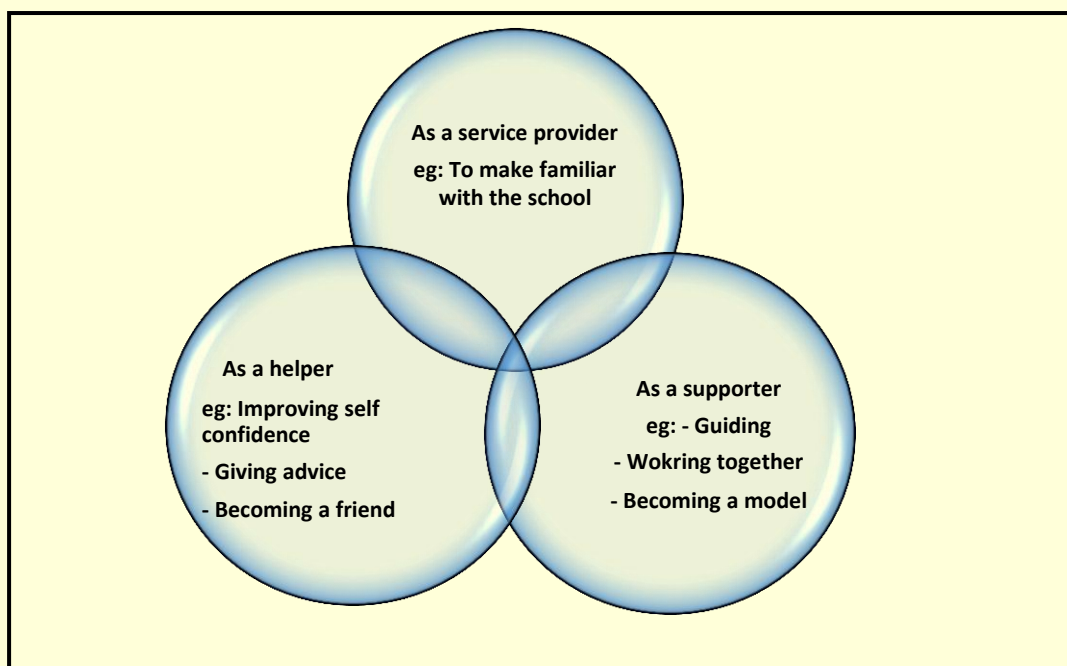 As a service provider
eg: To make familiar
with the school
As a helper
eg: Improving self
confidence
- Giving advice
- Becoming a friend
As a supporter
eg: - Guiding
- Wokring together
- Becoming a model